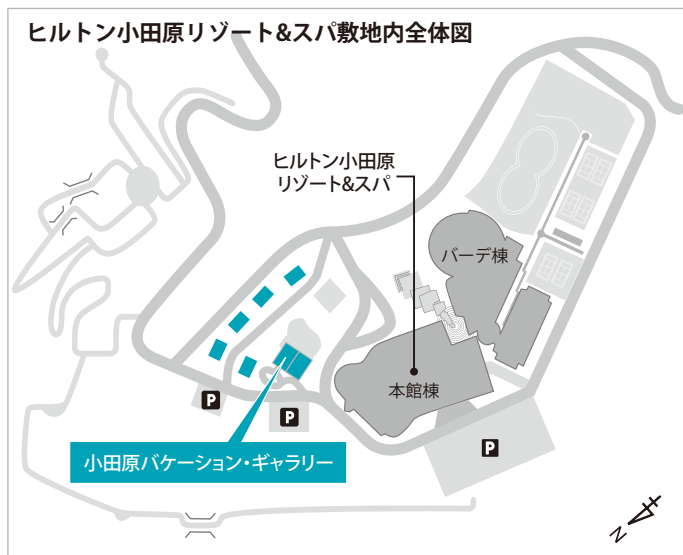 ヒルトン小田原リゾート&スパ敷地内全体図
ヒルトン小田原
リゾート&スパ
バーデ棟
本館棟
P
P
P
小田原バケーション・ギャラリー
N